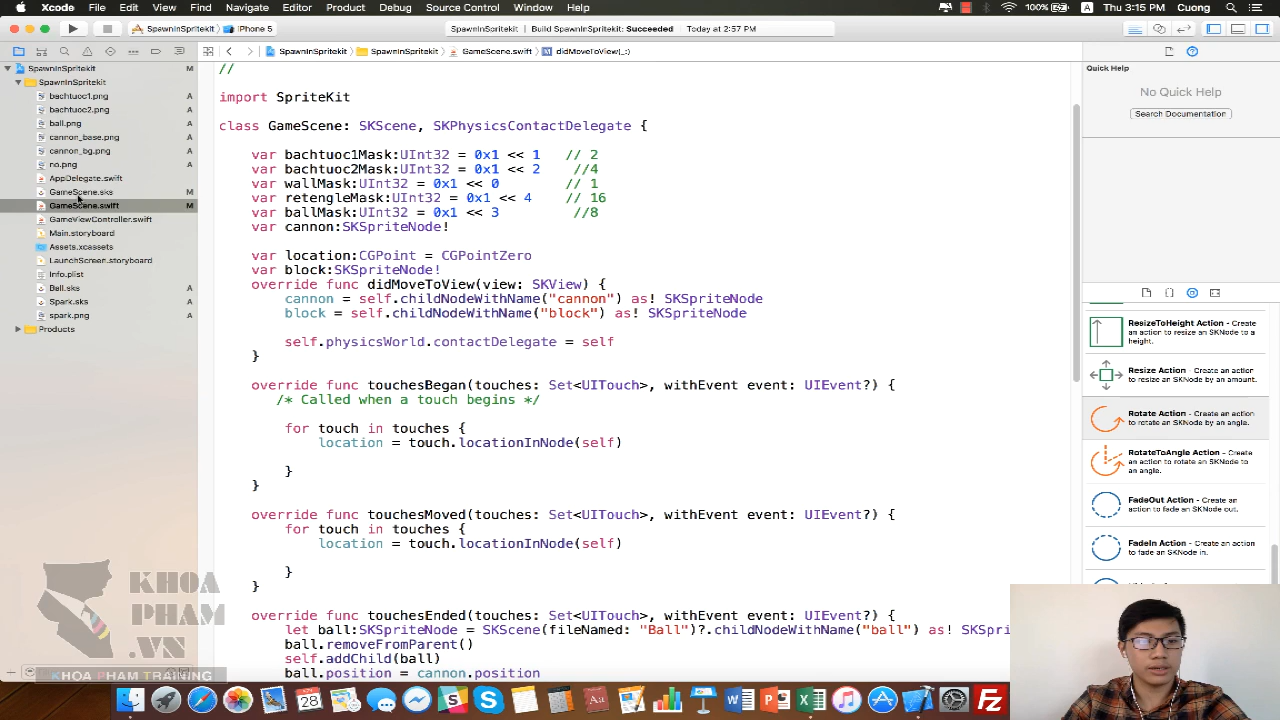 Xcode File Edit View Find Navigate Editor Product Debug Source Control Window Help 100% A Thu 3:15 PM Cuong
SpawnInSpritekit iPhone 5 SpawnInSpritekit | Build SpawnInSpritekit: Succeeded Today at 2:57 PM
SpawnInSpritekit SpawnInSpritekit GameScene.swift M didMoveToView(_:)
SpawnInSpritekit M
SpawnInSpritekit
bachtuoc1.png A
bachtuoc2.png A
ball.png A
cannon_base.png A
cannon_bg.png A
no.png A
AppDelegate.swift
GameScene.sks M
GameScene.swift M
GameViewController.swift
Main.storyboard
Assets.xcassets
LaunchScreen.storyboard
Info.plist
Ball.sks A
Spark.sks A
spark.png A
Products
//
import SpriteKit
class GameScene: SKScene, SKPhysicsContactDelegate {
var bachtuoc1Mask:UInt32 = 0x1 << 1 // 2
var bachtuoc2Mask:UInt32 = 0x1 << 2 //4
var wallMask:UInt32 = 0x1 << 0 // 1
var retengleMask:UInt32 = 0x1 << 4 // 16
var ballMask:UInt32 = 0x1 << 3 //8
var cannon:SKSpriteNode!
var location:CGPoint = CGPointZero
var block:SKSpriteNode!
override func didMoveToView(view: SKView) {
cannon = self.childNodeWithName("cannon") as! SKSpriteNode
block = self.childNodeWithName("block") as! SKSpriteNode
self.physicsWorld.contactDelegate = self
}
override func touchesBegan(touches: Set<UITouch>, withEvent event: UIEvent?) {
/* Called when a touch begins */
for touch in touches {
location = touch.locationInNode(self)
}
}
override func touchesMoved(touches: Set<UITouch>, withEvent event: UIEvent?) {
for touch in touches {
location = touch.locationInNode(self)
}
}
override func touchesEnded(touches: Set<UITouch>, withEvent event: UIEvent?) {
let ball:SKSpriteNode = SKScene(fileNamed: "Ball")?.childNodeWithName("ball") as! SKSpri
ball.removeFromParent()
self.addChild(ball)
ball.position = cannon.position
Quick Help
No Quick Help
Search Documentation
ResizeToHeight Action - Create
an action to resize an SKNode to a
height.
Resize Action - Create an action
to resize an SKNode by an amount.
Rotate Action - Create an action
to rotate an SKNode by an angle.
RotateToAngle Action - Create
an action to rotate an SKNode to
an angle.
FadeOut Action - Create an
action to fade an SKNode out.
FadeIn Action - Create an action
to fade an SKNode in.
KHOA
PHAM
.VN
KHOA PHAM TRAINING